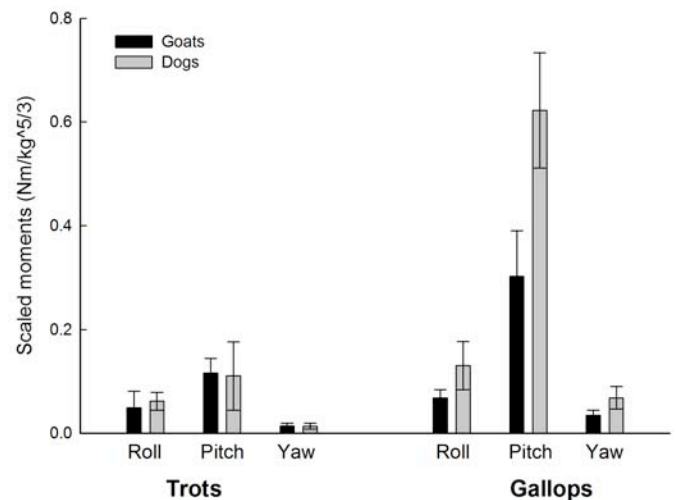 0.8
0.6
0.4
0.2
0.0
Scaled moments (Nm/kg^5/3)
Goats
Dogs
Roll Pitch Yaw Roll Pitch Yaw
Trots Gallops